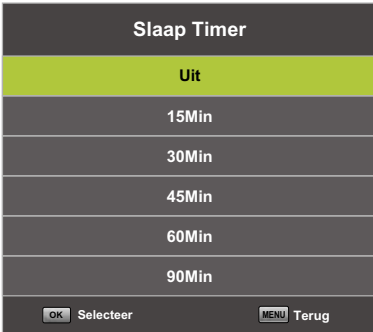 Slaap Timer
Uit
15Min
30Min
45Min
60Min
90Min
OK Selecteer MENU Terug